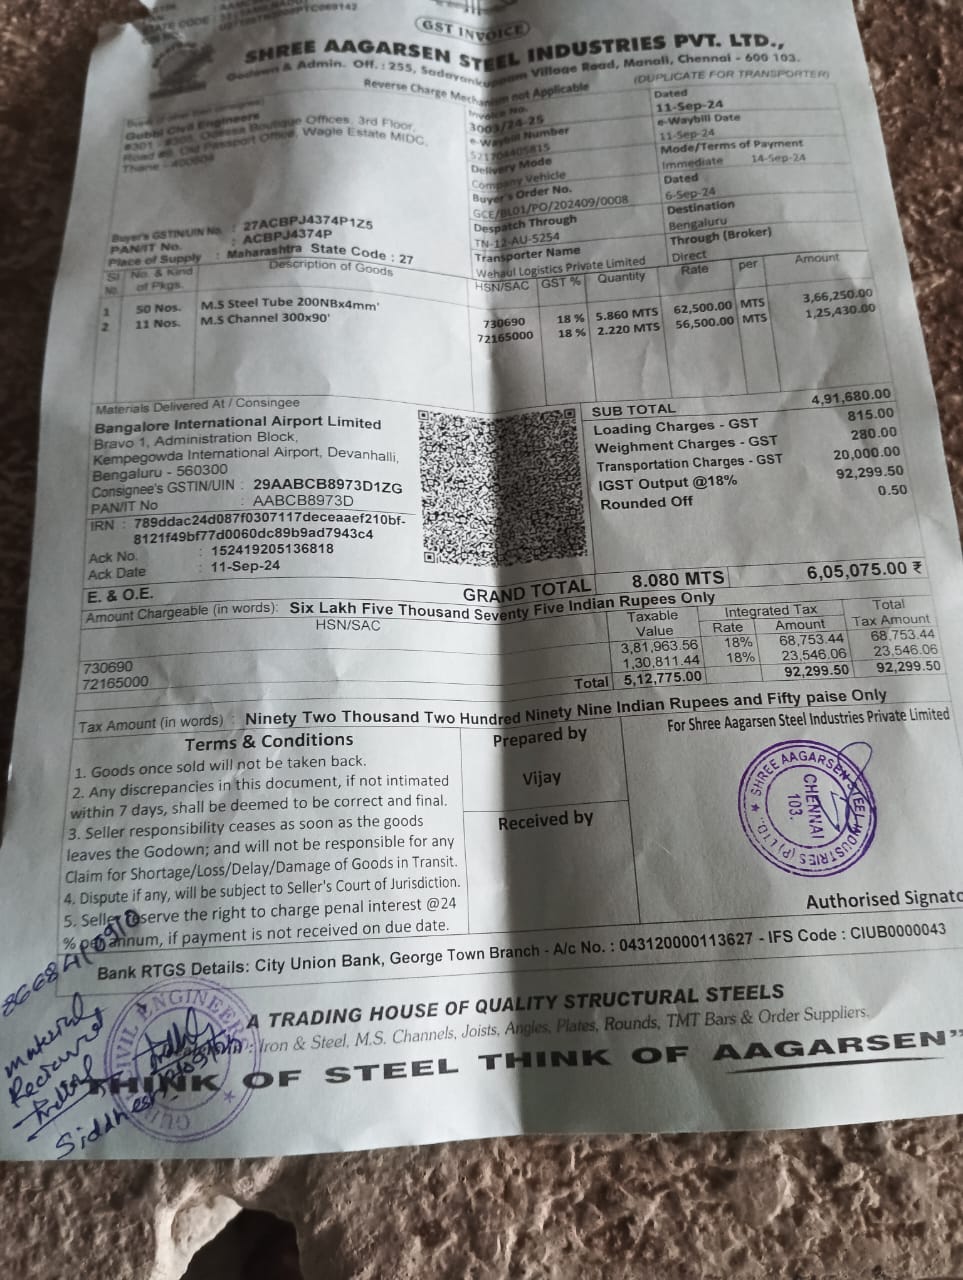 GST INVOICE
SHREE AAGARSEN STEEL INDUSTRIES PVT. LTD.,
Godown & Admin. Off. : 255, Sadayankuppam Village Road, Manali, Chennai - 600 103.
Reverse Charge Mechanism not Applicable
(DUPLICATE FOR TRANSPORTER)
Gubbi Civil Engineers
Boutique Offices, 3rd Floor,
Old Passport Office, Wagle Estate MIDC,
Thane - 400604
Buyer's GSTIN/UIN No. : 27ACBPJ4374P1Z5
PAN/IT No. : ACBPJ4374P
Place of Supply : Maharashtra State Code : 27
Invoice No.
3003/24-25
Dated
11-Sep-24
e-Waybill Number
521704405815
e-Waybill Date
11-Sep-24
Delivery Mode
Company Vehicle
Mode/Terms of Payment
Immediate 14-Sep-24
Buyer's Order No.
GCE/BL01/PO/202409/0008
Dated
6-Sep-24
Despatch Through
TN-12-AU-5254
Destination
Bengaluru
Transporter Name
Wehaul Logistics Private Limited
Through (Broker)
Direct
Sl No. No. & Kind of Pkgs. Description of Goods HSN/SAC GST % Quantity Rate per Amount
1 50 Nos. M.S Steel Tube 200NBx4mm' 730690 18 % 5.860 MTS 62,500.00 MTS 3,66,250.00
2 11 Nos. M.S Channel 300x90' 72165000 18 % 2.220 MTS 56,500.00 MTS 1,25,430.00
Materials Delivered At / Consingee
Bangalore International Airport Limited
Bravo 1, Administration Block,
Kempegowda International Airport, Devanhalli,
Bengaluru - 560300
Consignee's GSTIN/UIN : 29AABCB8973D1ZG
PAN/IT No : AABCB8973D
IRN : 789ddac24d087f0307117deceaaef210bf-
8121f49bf77d0060dc89b9ad7943c4
Ack No. : 152419205136818
Ack Date : 11-Sep-24
SUB TOTAL 4,91,680.00
Loading Charges - GST 815.00
Weighment Charges - GST 280.00
Transportation Charges - GST 20,000.00
IGST Output @18% 92,299.50
Rounded Off 0.50
E. & O.E. GRAND TOTAL 8.080 MTS 6,05,075.00 ₹
Amount Chargeable (in words): Six Lakh Five Thousand Seventy Five Indian Rupees Only
HSN/SAC Taxable Value Integrated Tax Rate Amount Total Tax Amount
730690 3,81,963.56 18% 68,753.44 68,753.44
72165000 1,30,811.44 18% 23,546.06 23,546.06
Total 5,12,775.00 92,299.50 92,299.50
Tax Amount (in words) : Ninety Two Thousand Two Hundred Ninety Nine Indian Rupees and Fifty paise Only
Terms & Conditions
1. Goods once sold will not be taken back.
2. Any discrepancies in this document, if not intimated
within 7 days, shall be deemed to be correct and final.
3. Seller responsibility ceases as soon as the goods
leaves the Godown; and will not be responsible for any
Claim for Shortage/Loss/Delay/Damage of Goods in Transit.
4. Dispute if any, will be subject to Seller's Court of Jurisdiction.
5. Seller reserve the right to charge penal interest @24
% per annum, if payment is not received on due date.
Prepared by
Vijay
Received by
For Shree Aagarsen Steel Industries Private Limited
SHREE AAGARSEN STEEL INDUSTRIES (P) LTD.
CHENNAI
103.
Authorised Signato
Bank RTGS Details: City Union Bank, George Town Branch - A/c No. : 043120000113627 - IFS Code : CIUB0000043
A TRADING HOUSE OF QUALITY STRUCTURAL STEELS
Iron & Steel, M.S. Channels, Joists, Angles, Plates, Rounds, TMT Bars & Order Suppliers.
THINK OF STEEL THINK OF AAGARSEN"
CIVIL ENGINEERS
material
Recieved